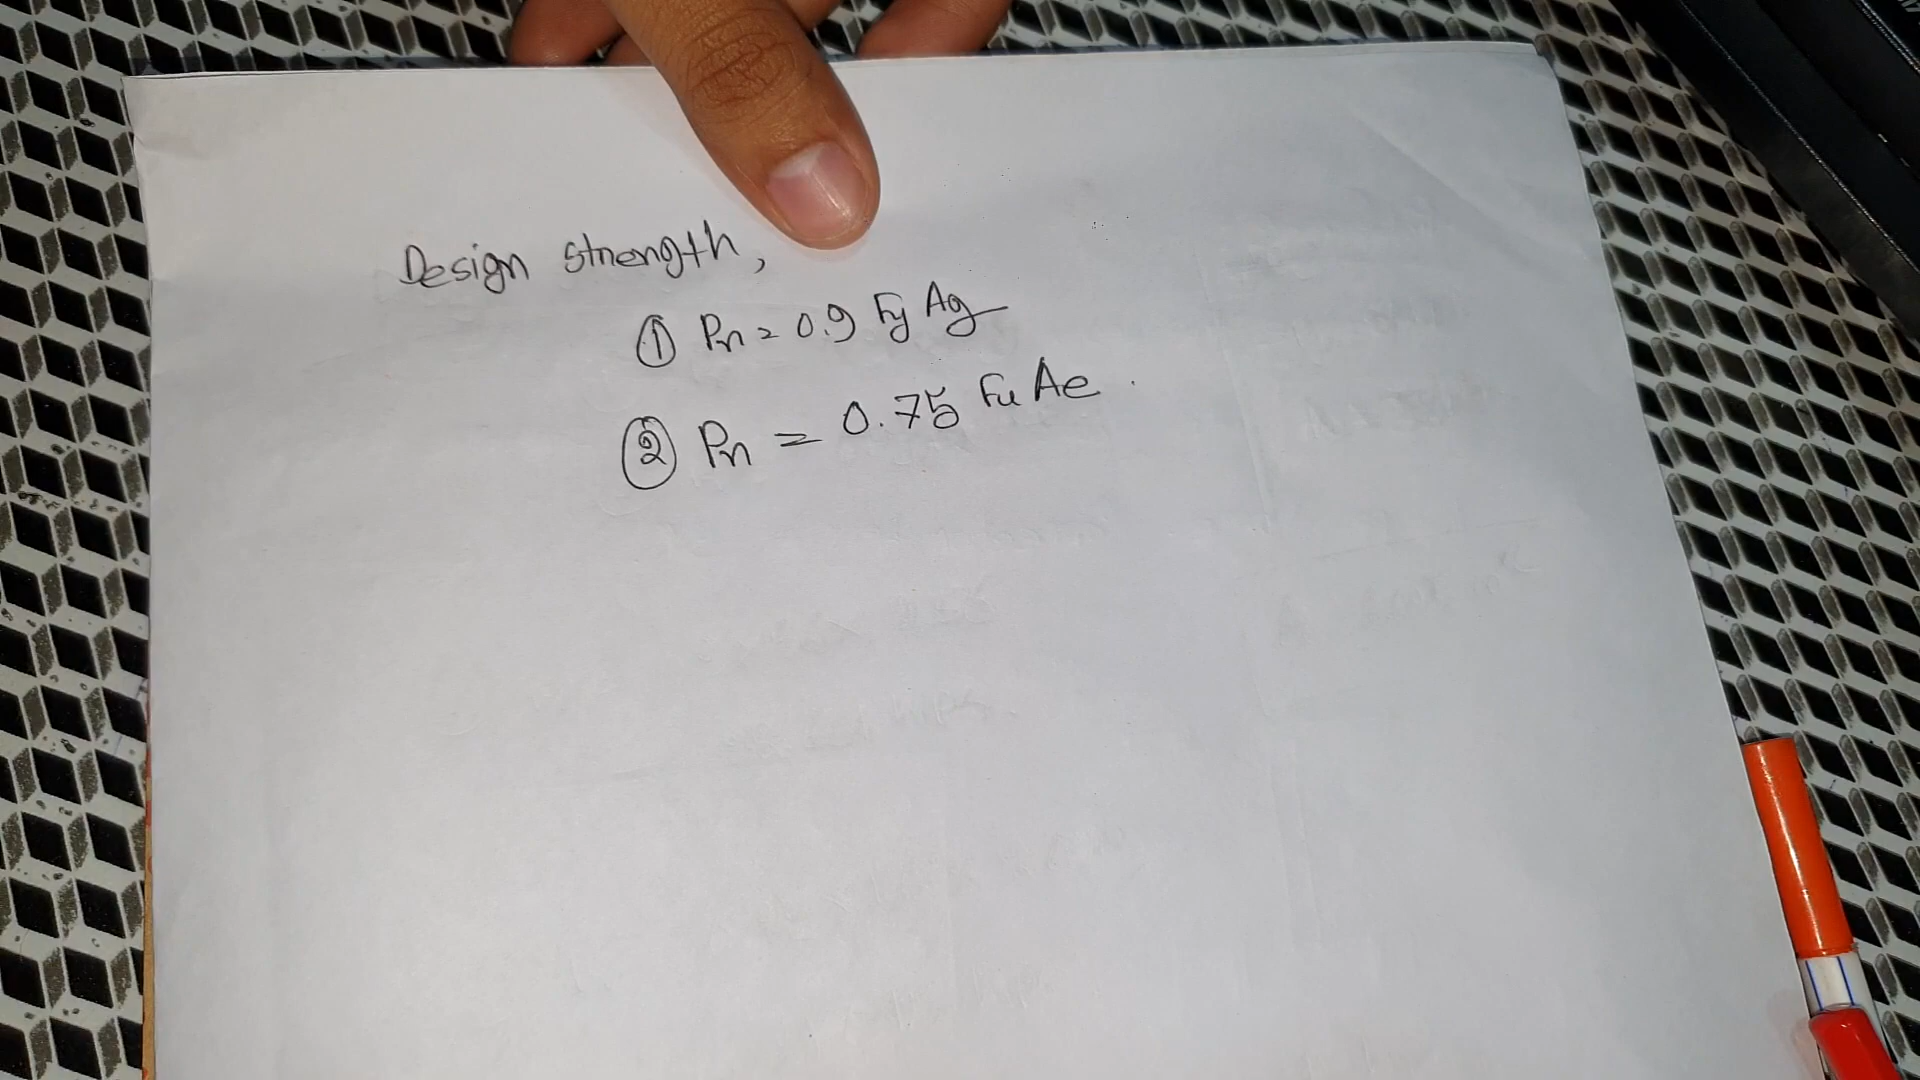 Design strength,
① Pn = 0.9 Fy Ag
② Pn = 0.75 Fu Ae.